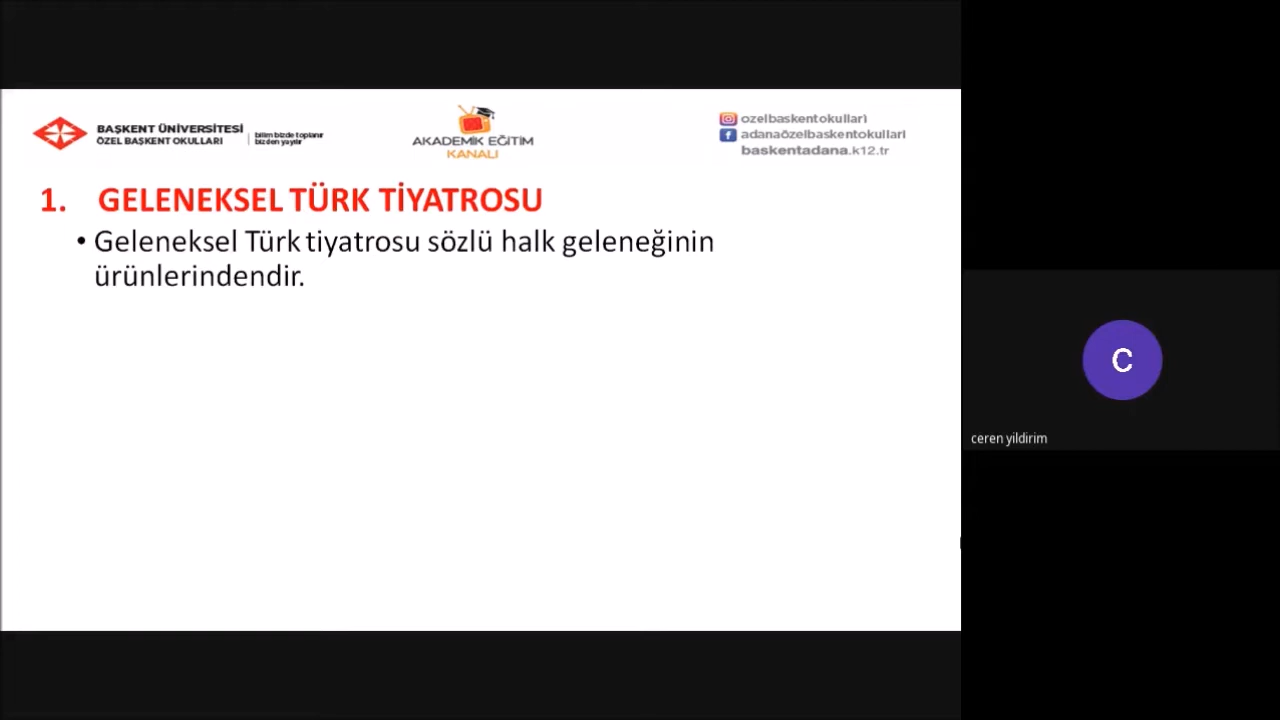 BAŞKENT ÜNİVERSİTESİ
ÖZEL BAŞKENT OKULLARI
bilim bizde toplanır
bizden yayılır
AKADEMİK EĞİTİM
KANALI
ozelbaskentokullari
adanaözelbaskentokullari
baskentadana.k12.tr
1. GELENEKSEL TÜRK TİYATROSU
• Geleneksel Türk tiyatrosu sözlü halk geleneğinin
ürünlerindendir.
C
ceren yildirim